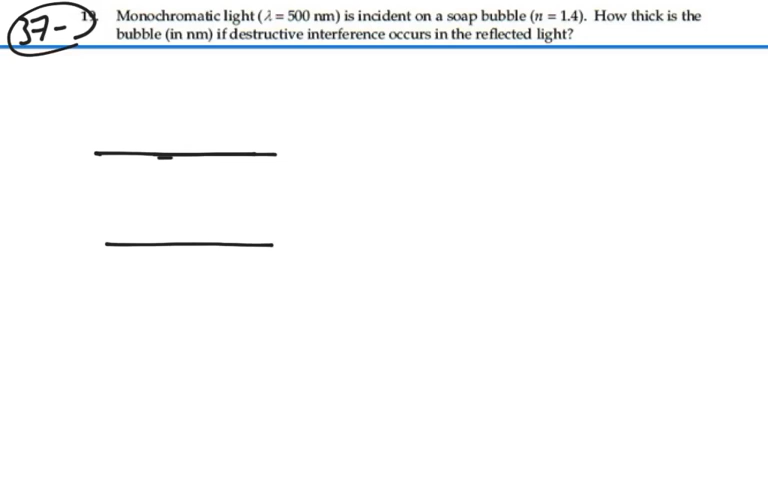 37-
19. Monochromatic light (λ = 500 nm) is incident on a soap bubble (n = 1.4). How thick is the
bubble (in nm) if destructive interference occurs in the reflected light?